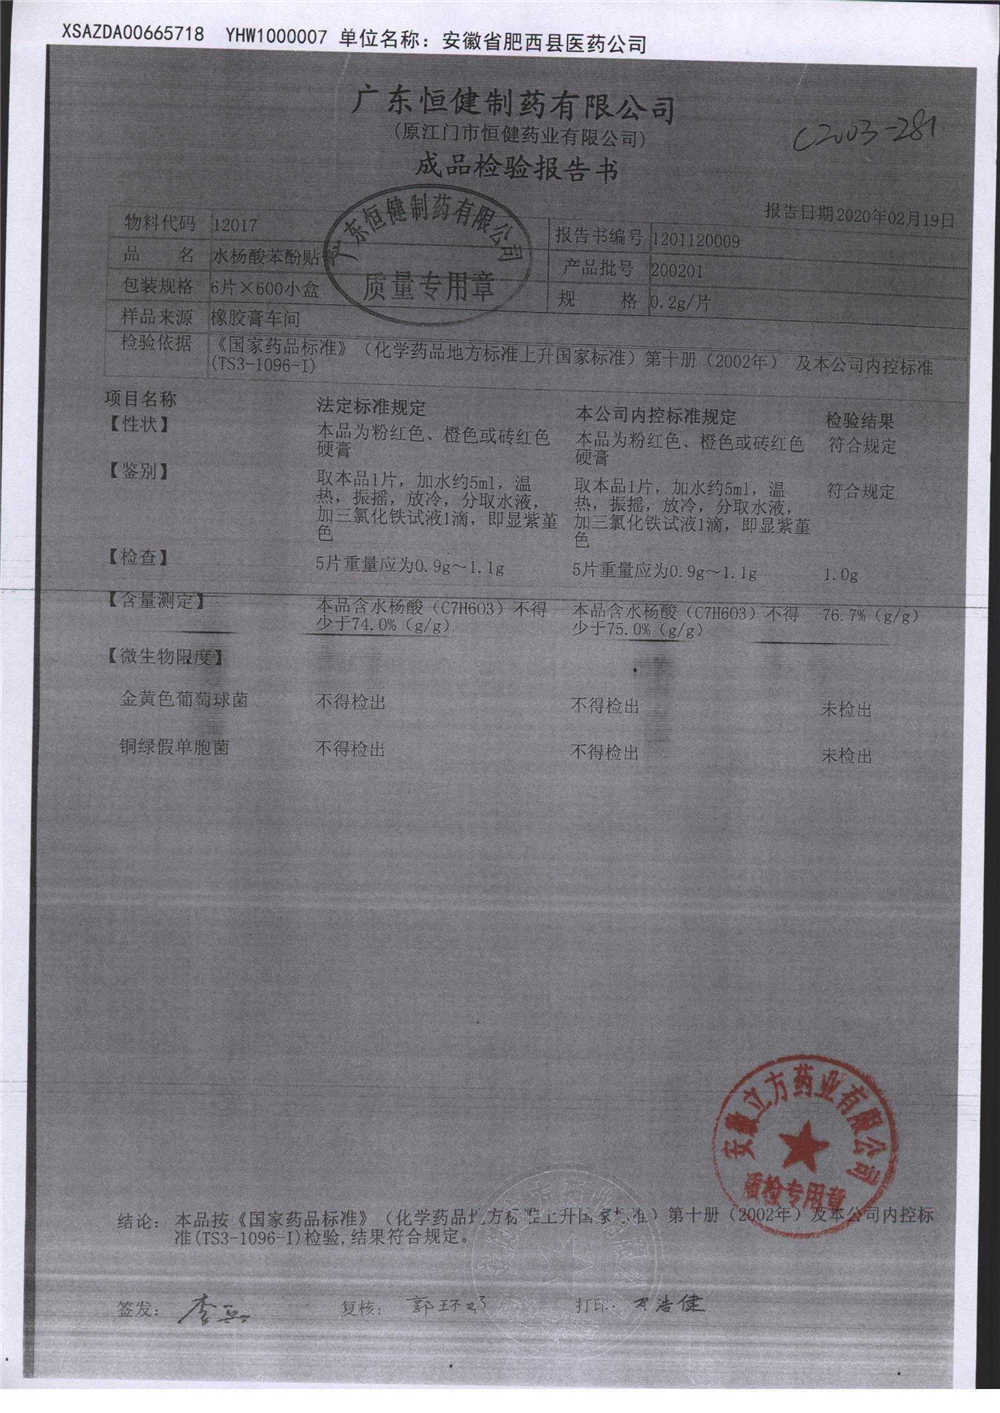 XSAZDA00665718 YHW1000007 单位名称：安徽省肥西县医药公司
广东恒健制药有限公司
(原江门市恒健药业有限公司)
C2003-281
成品检验报告书
报告日期2020年02月19日
物料代码 12017 报告书编号 1201120009
品 名 水杨酸苯酚贴膏 产品批号 200201
包装规格 6片×600小盒 规 格 0.2g/片
样品来源 橡胶膏车间
检验依据 《国家药品标准》（化学药品地方标准上升国家标准）第十册（2002年） 及本公司内控标准
(TS3-1096-I)
广东恒健制药有限公司
质量专用章
项目名称 法定标准规定 本公司内控标准规定 检验结果
【性状】 本品为粉红色、橙色或砖红色 本品为粉红色、橙色或砖红色 符合规定
硬膏 硬膏
【鉴别】 取本品1片，加水约5ml，温 取本品1片，加水约5ml，温 符合规定
热，振摇，放冷，分取水液， 热，振摇，放冷，分取水液，
加三氯化铁试液1滴，即显紫堇 加三氯化铁试液1滴，即显紫堇
色 色
【检查】 5片重量应为0.9g～1.1g 5片重量应为0.9g～1.1g 1.0g
【含量测定】 本品含水杨酸（C7H6O3）不得 本品含水杨酸（C7H6O3）不得 76.7%（g/g）
少于74.0%（g/g） 少于75.0%（g/g）
【微生物限度】
金黄色葡萄球菌 不得检出 不得检出 未检出
铜绿假单胞菌 不得检出 不得检出 未检出
安徽立方药业有限公司
质检专用章
结论： 本品按《国家药品标准》（化学药品地方标准上升国家标准）第十册（2002年）及本公司内控标
准(TS3-1096-I)检验,结果符合规定。
签发： 复核： 打印：